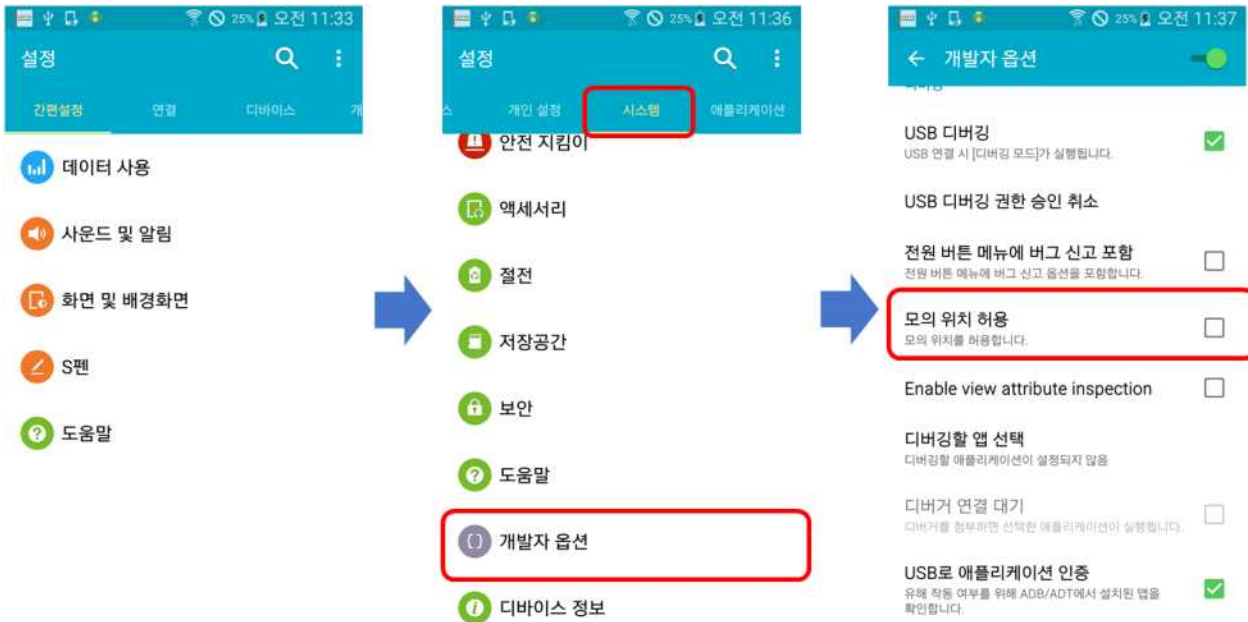 25% 오전 11:33
설정
간편설정 연결 디바이스 개
데이터 사용
사운드 및 알림
화면 및 배경화면
S펜
도움말
25% 오전 11:36
설정
스 개인 설정 시스템 애플리케이션
안전 지킴이
액세서리
절전
저장공간
보안
도움말
개발자 옵션
디바이스 정보
25% 오전 11:37
개발자 옵션
USB 디버깅
USB 연결 시 [디버깅 모드]가 실행됩니다.
USB 디버깅 권한 승인 취소
전원 버튼 메뉴에 버그 신고 포함
전원 버튼 메뉴에 버그 신고 옵션을 포함합니다.
모의 위치 허용
모의 위치를 허용합니다.
Enable view attribute inspection
디버깅할 앱 선택
디버깅할 애플리케이션이 설정되지 않음
디버거 연결 대기
디버거를 첨부하면 선택한 애플리케이션이 실행됩니다.
USB로 애플리케이션 인증
유해 작동 여부를 위해 ADB/ADT에서 설치된 앱을
확인합니다.